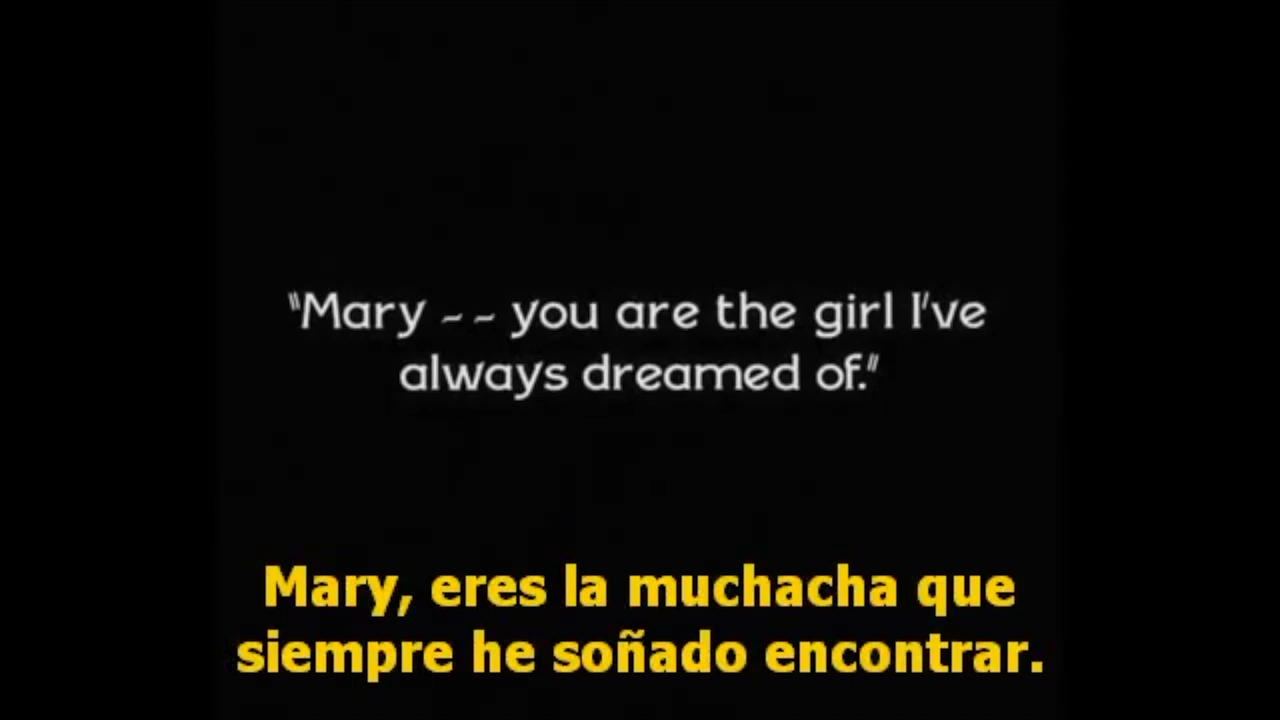 "Mary -- you are the girl I've
always dreamed of."
Mary, eres la muchacha que
siempre he soñado encontrar.